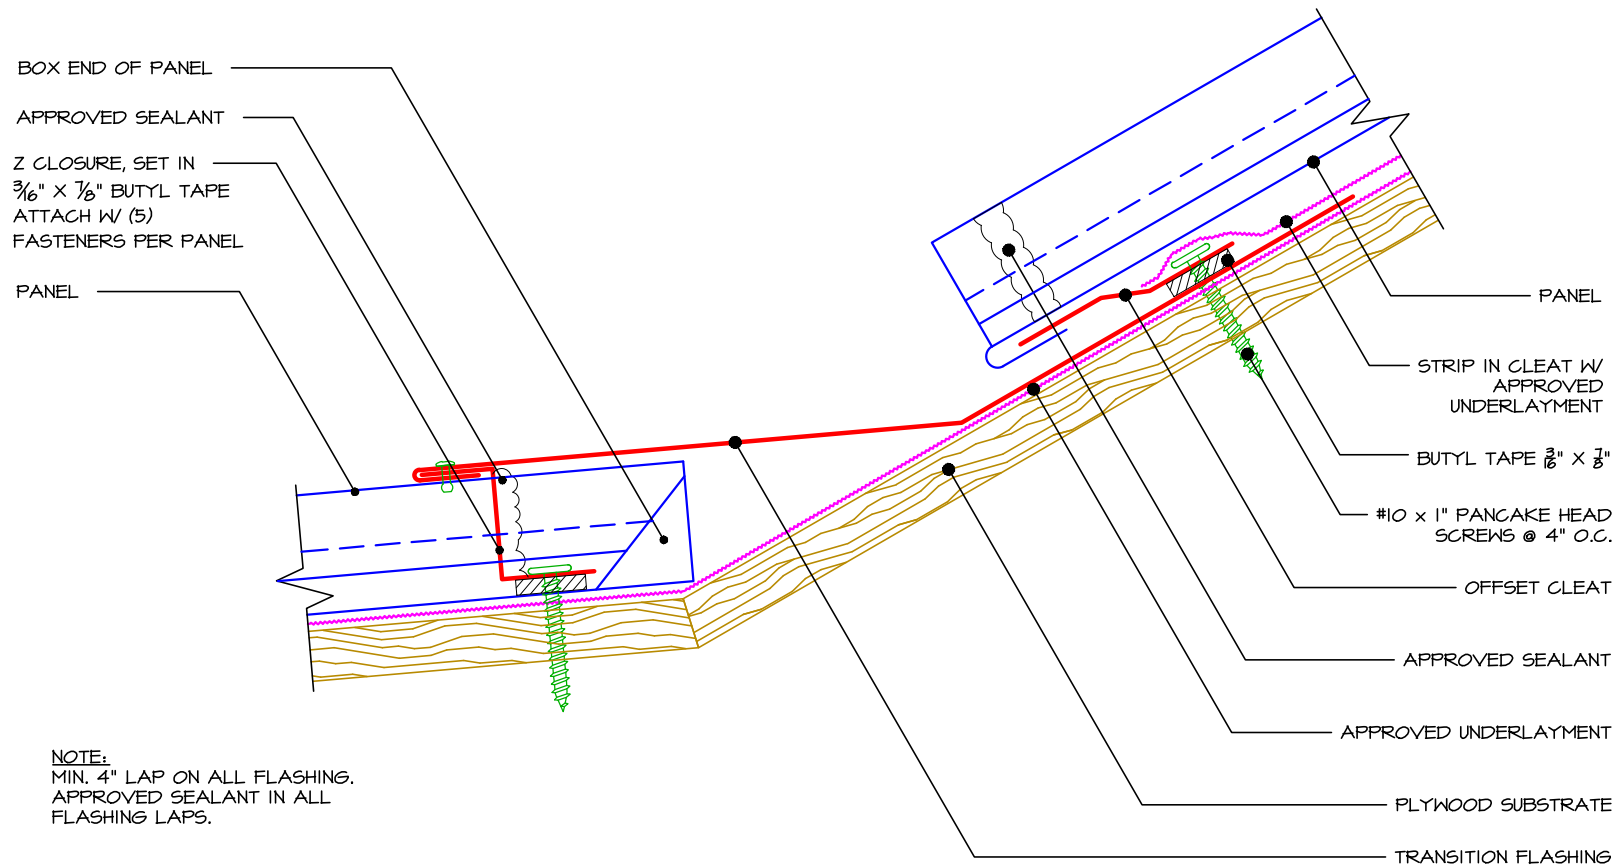 BOX END OF PANEL
APPROVED SEALANT
Z CLOSURE, SET IN
3/16" X 7/8" BUTYL TAPE
ATTACH W/ (5)
FASTENERS PER PANEL
PANEL
PANEL
STRIP IN CLEAT W/
APPROVED
UNDERLAYMENT
BUTYL TAPE 3/16" X 7/8"
#10 x 1" PANCAKE HEAD
SCREWS @ 4" O.C.
OFFSET CLEAT
APPROVED SEALANT
APPROVED UNDERLAYMENT
PLYWOOD SUBSTRATE
TRANSITION FLASHING
NOTE:
MIN. 4" LAP ON ALL FLASHING.
APPROVED SEALANT IN ALL
FLASHING LAPS.